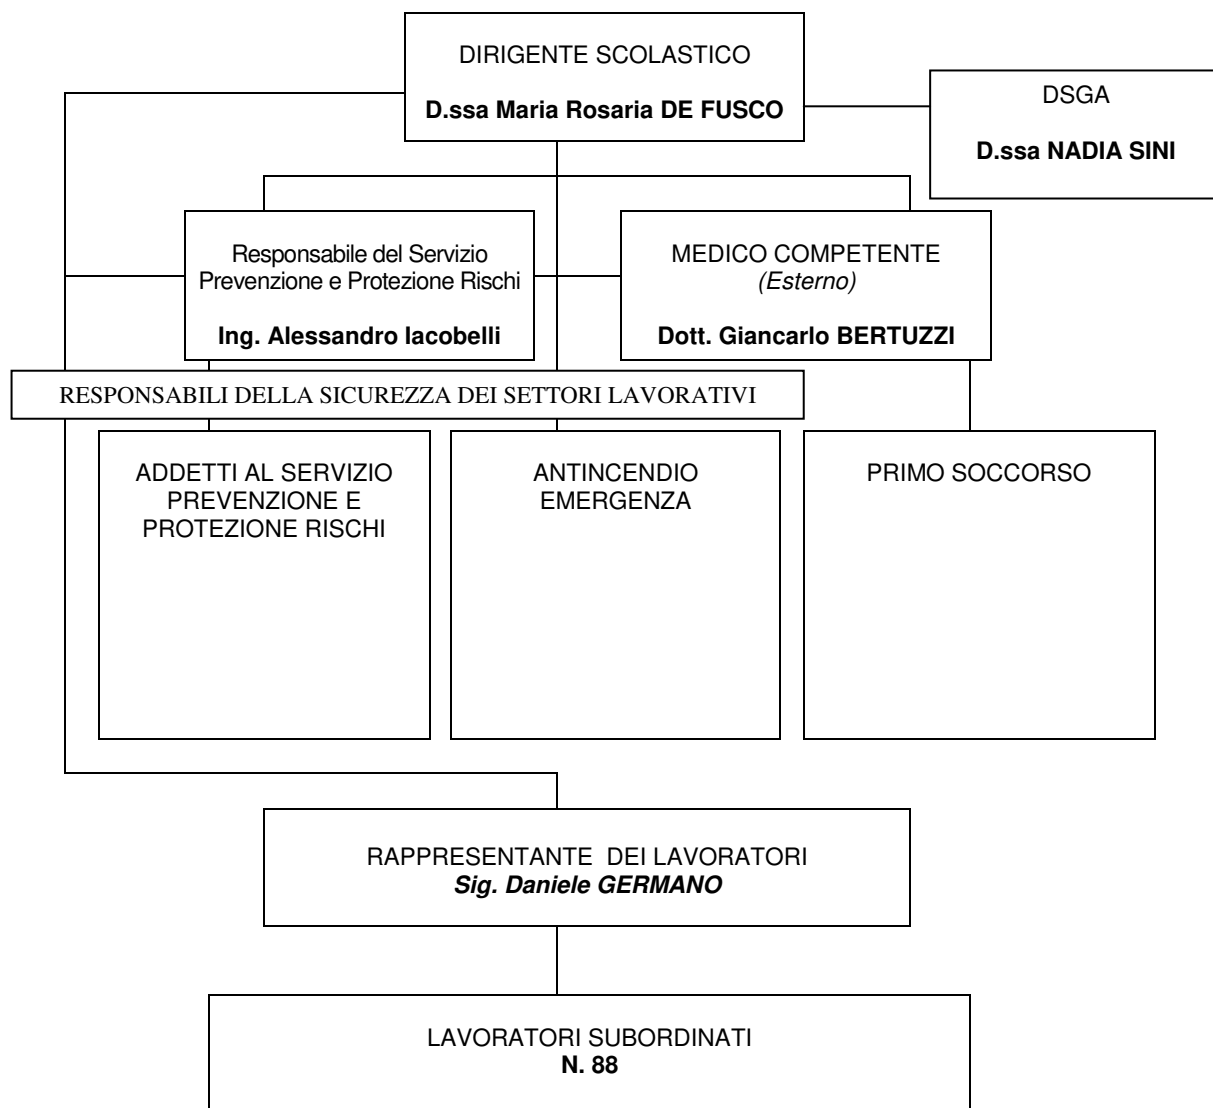 DIRIGENTE SCOLASTICO
D.ssa Maria Rosaria DE FUSCO
DSGA
D.ssa NADIA SINI
Responsabile del Servizio
Prevenzione e Protezione Rischi
Ing. Alessandro Iacobelli
MEDICO COMPETENTE
(Esterno)
Dott. Giancarlo BERTUZZI
RESPONSABILI DELLA SICUREZZA DEI SETTORI LAVORATIVI
ADDETTI AL SERVIZIO
PREVENZIONE E
PROTEZIONE RISCHI
ANTINCENDIO
EMERGENZA
PRIMO SOCCORSO
RAPPRESENTANTE DEI LAVORATORI
Sig. Daniele GERMANO
LAVORATORI SUBORDINATI
N. 88